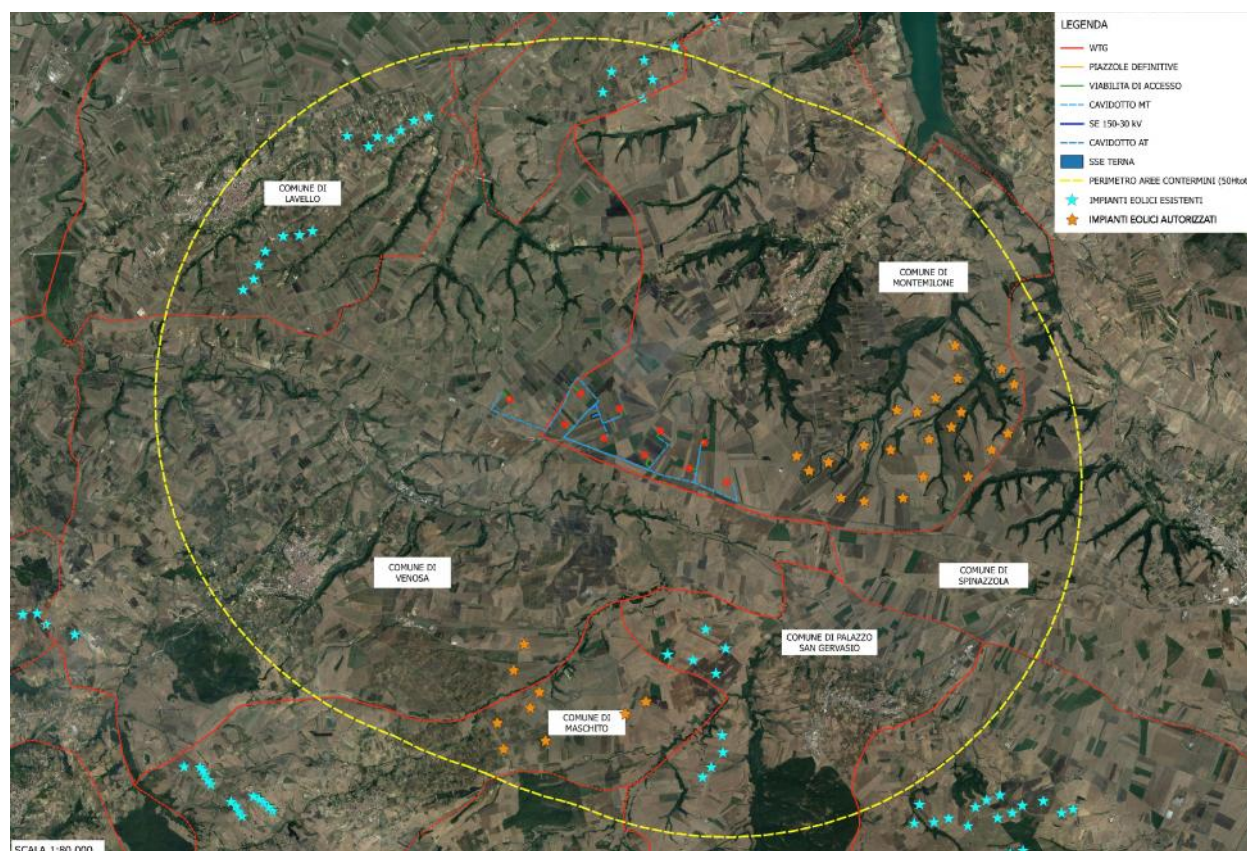 LEGENDA
WTG
PIAZZOLE DEFINITIVE
VIABILITA DI ACCESSO
CAVIDOTTO MT
SE 150-30 kV
CAVIDOTTO AT
SSE TERNA
PERIMETRO AREE CONTERMINI (50Htot
IMPIANTI EOLICI ESISTENTI
IMPIANTI EOLICI AUTORIZZATI
COMUNE DI
LAVELLO
COMUNE DI
MONTEMILONE
COMUNE DI
VENOSA
COMUNE DI
SPINAZZOLA
COMUNE DI PALAZZO
SAN GERVASIO
COMUNE DI
MASCHITO
SCALA 1:80.000